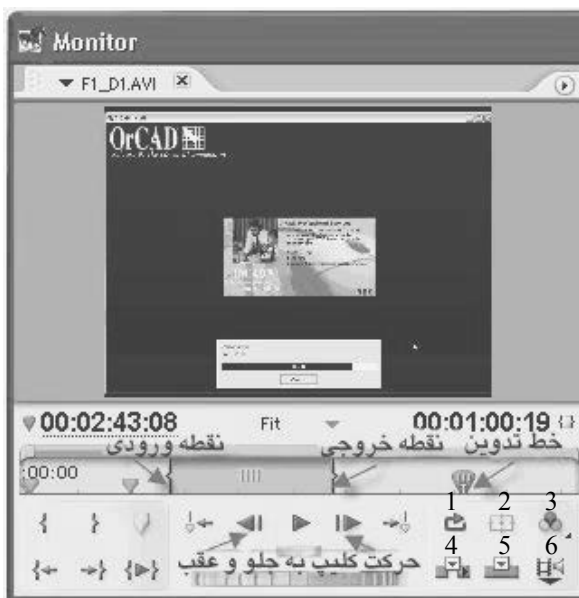 Monitor
F1_D1.AVI
OrCAD
00:02:43:08 Fit 00:01:00:19
نقطه ورودی نقطه خروجی خط تدوین
:00:00
1 2 3
4 5 6
حرکت کلیپ به جلو و عقب